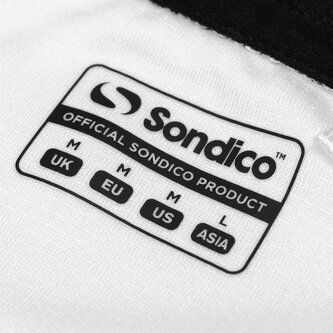 Sondico™
OFFICIAL SONDICO PRODUCT
M M M L
UK EU US ASIA